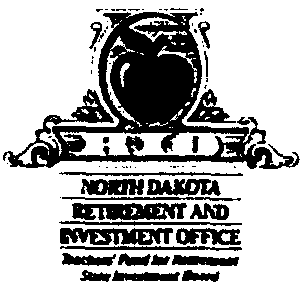 NORTH DAKOTA
RETIREMENT AND
INVESTMENT OFFICE
Teachers' Fund for Retirement
State Investment Board